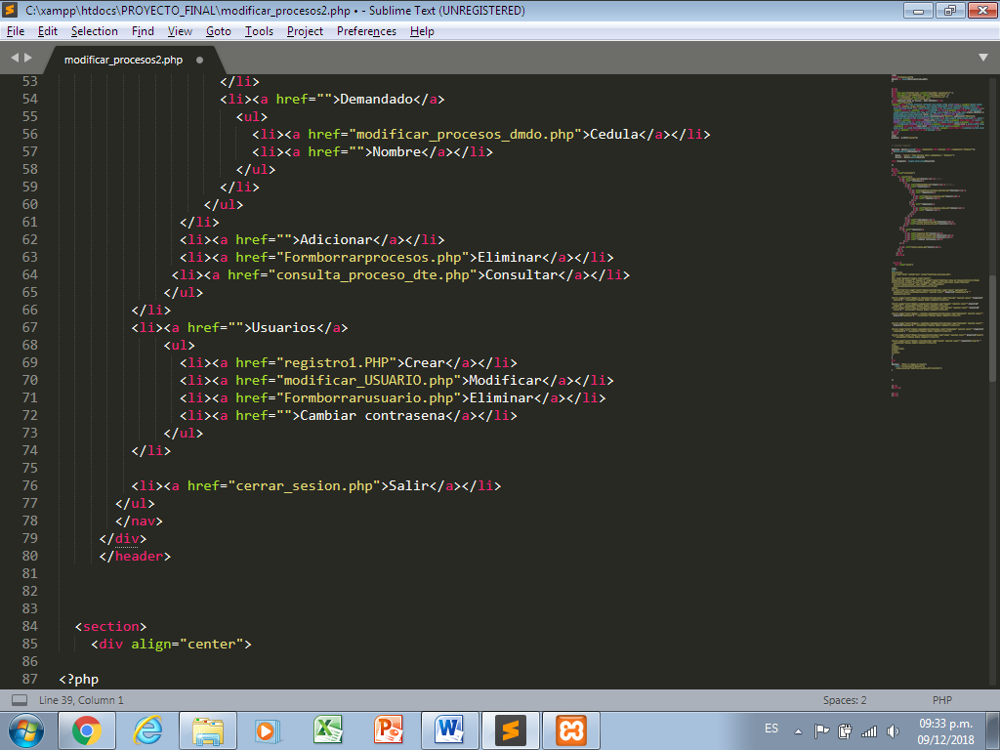 C:\xampp\htdocs\PROYECTO_FINAL\modificar_procesos2.php • - Sublime Text (UNREGISTERED)
File Edit Selection Find View Goto Tools Project Preferences Help
modificar_procesos2.php
53 </li>
54 <li><a href="">Demandado</a>
55 <ul>
56 <li><a href="modificar_procesos_dmdo.php">Cedula</a></li>
57 <li><a href="">Nombre</a></li>
58 </ul>
59 </li>
60 </ul>
61 </li>
62 <li><a href="">Adicionar</a></li>
63 <li><a href="Formborrarprocesos.php">Eliminar</a></li>
64 <li><a href="consulta_proceso_dte.php">Consultar</a></li>
65 </ul>
66 </li>
67 <li><a href="">Usuarios</a>
68 <ul>
69 <li><a href="registro1.PHP">Crear</a></li>
70 <li><a href="modificar_USUARIO.php">Modificar</a></li>
71 <li><a href="Formborrarusuario.php">Eliminar</a></li>
72 <li><a href="">Cambiar contrasena</a></li>
73 </ul>
74 </li>
75
76 <li><a href="cerrar_sesion.php">Salir</a></li>
77 </ul>
78 </nav>
79 </div>
80 </header>
81
82
83
84 <section>
85 <div align="center">
86
87 <?php
Line 39, Column 1 Spaces: 2 PHP
ES 09:33 p.m.
09/12/2018